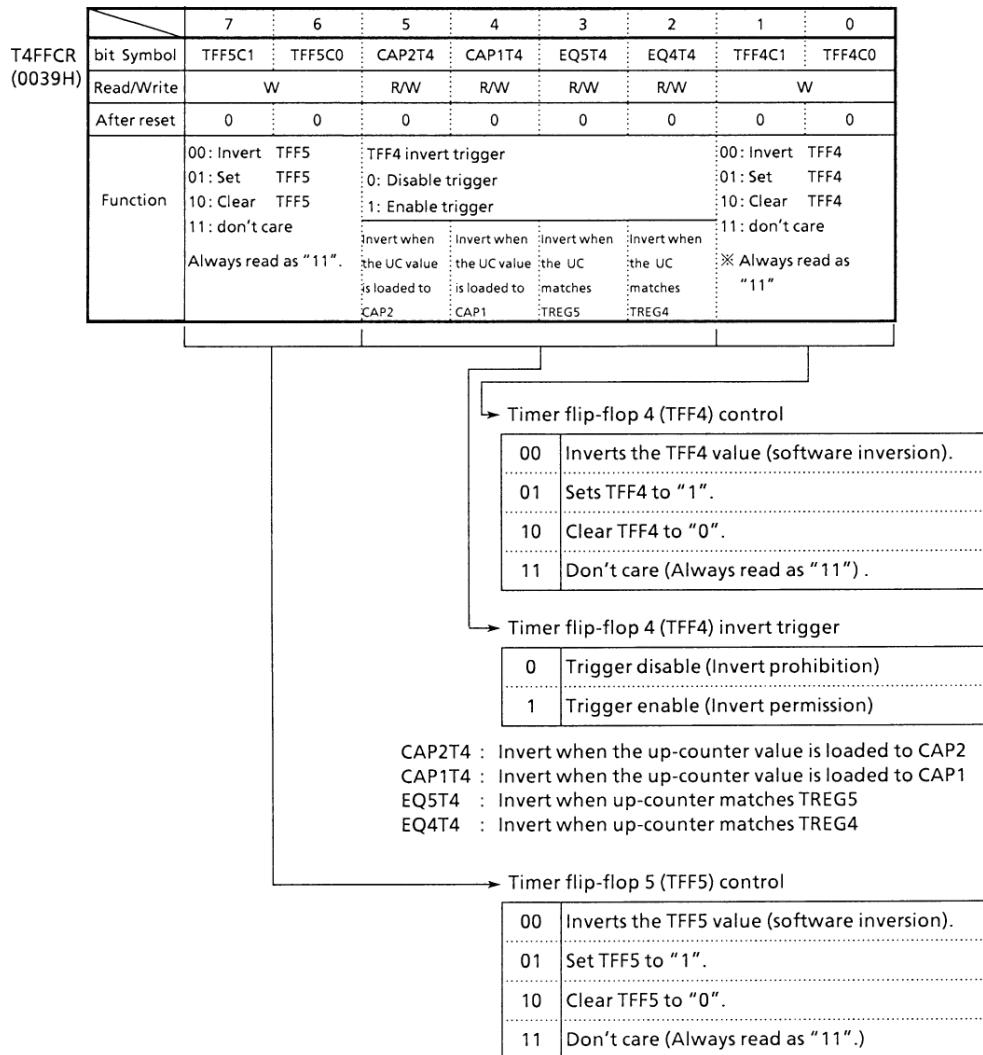 7 6 5 4 3 2 1 0
T4FFCR
(0039H)
bit Symbol TFF5C1 TFF5C0 CAP2T4 CAP1T4 EQ5T4 EQ4T4 TFF4C1 TFF4C0
Read/Write W R/W R/W R/W R/W W
After reset 0 0 0 0 0 0 0 0
Function
00 : Invert TFF5
01 : Set TFF5
10 : Clear TFF5
11 : don't care
Always read as "11".
TFF4 invert trigger
0: Disable trigger
1: Enable trigger
Invert when
the UC value
is loaded to
CAP2
Invert when
the UC value
is loaded to
CAP1
Invert when
the UC
matches
TREG5
Invert when
the UC
matches
TREG4
00 : Invert TFF4
01 : Set TFF4
10 : Clear TFF4
11 : don't care
※ Always read as
"11"
Timer flip-flop 4 (TFF4) control
00 Inverts the TFF4 value (software inversion).
01 Sets TFF4 to "1".
10 Clear TFF4 to "0".
11 Don't care (Always read as "11") .
Timer flip-flop 4 (TFF4) invert trigger
0 Trigger disable (Invert prohibition)
1 Trigger enable (Invert permission)
CAP2T4 : Invert when the up-counter value is loaded to CAP2
CAP1T4 : Invert when the up-counter value is loaded to CAP1
EQ5T4 : Invert when up-counter matches TREG5
EQ4T4 : Invert when up-counter matches TREG4
Timer flip-flop 5 (TFF5) control
00 Inverts the TFF5 value (software inversion).
01 Set TFF5 to "1".
10 Clear TFF5 to "0".
11 Don't care (Always read as "11".)